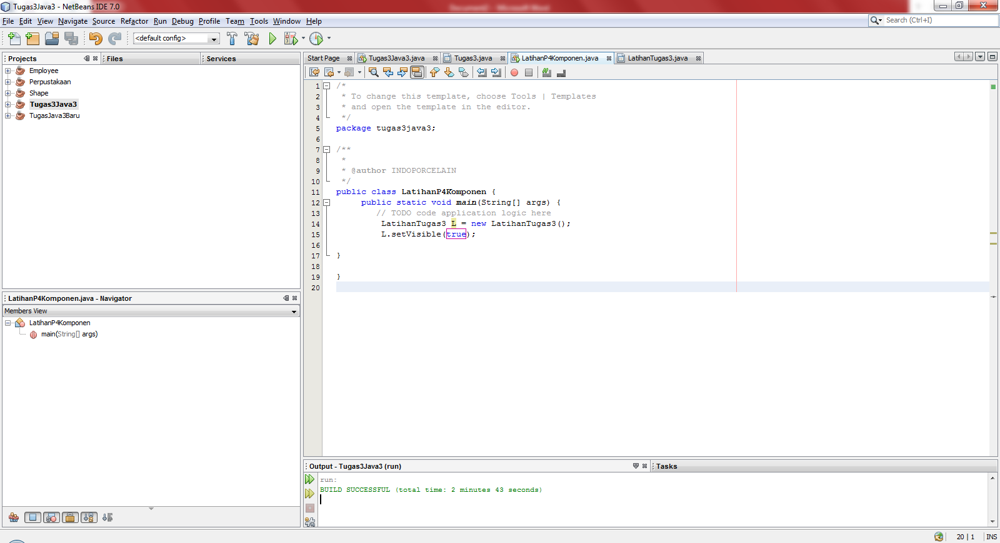 Tugas3Java3 - NetBeans IDE 7.0
Document2 - Microsoft Word
File Edit View Navigate Source Refactor Run Debug Profile Team Tools Window Help
Search (Ctrl+I)
<default config>
Projects
Files
Services
Employee
Perpustakaan
Shape
Tugas3Java3
TugasJava3Baru
LatihanP4Komponen.java - Navigator
Members View
LatihanP4Komponen
main(String[] args)
Start Page
Tugas3Java3.java
Tugas3.java
LatihanP4Komponen.java
LatihanTugas3.java
1 /*
2 * To change this template, choose Tools | Templates
3 * and open the template in the editor.
4 */
5 package tugas3java3;
6
7 /**
8 *
9 * @author INDOPORCELAIN
10 */
11 public class LatihanP4Komponen {
12 public static void main(String[] args) {
13 // TODO code application logic here
14 LatihanTugas3 L = new LatihanTugas3();
15 L.setVisible(true);
16
17 }
18
19 }
20
Output - Tugas3Java3 (run)
Tasks
run:
BUILD SUCCESSFUL (total time: 2 minutes 43 seconds)
20 | 1 INS